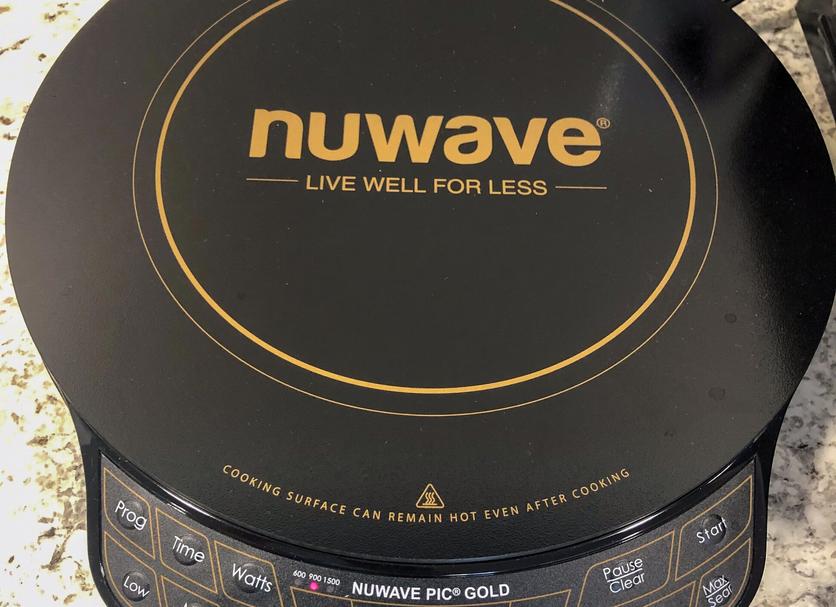 nuwave®
LIVE WELL FOR LESS
COOKING SURFACE CAN REMAIN HOT EVEN AFTER COOKING
Prog
Time
Watts
600 900 1500
NUWAVE PIC® GOLD
Pause
Clear
Start
Low
Max
Sear